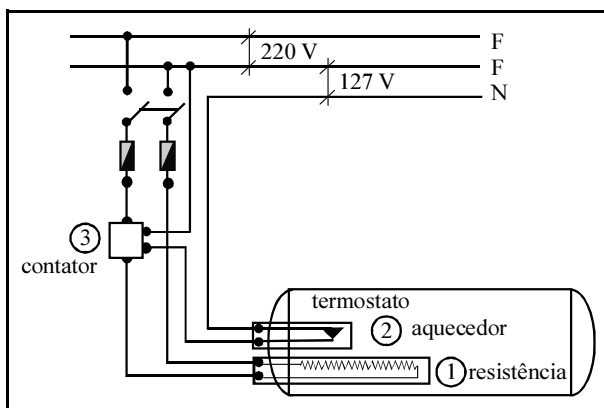 F
220 V
F
127 V
N
3
contator
termostato
2 aquecedor
1 resistência